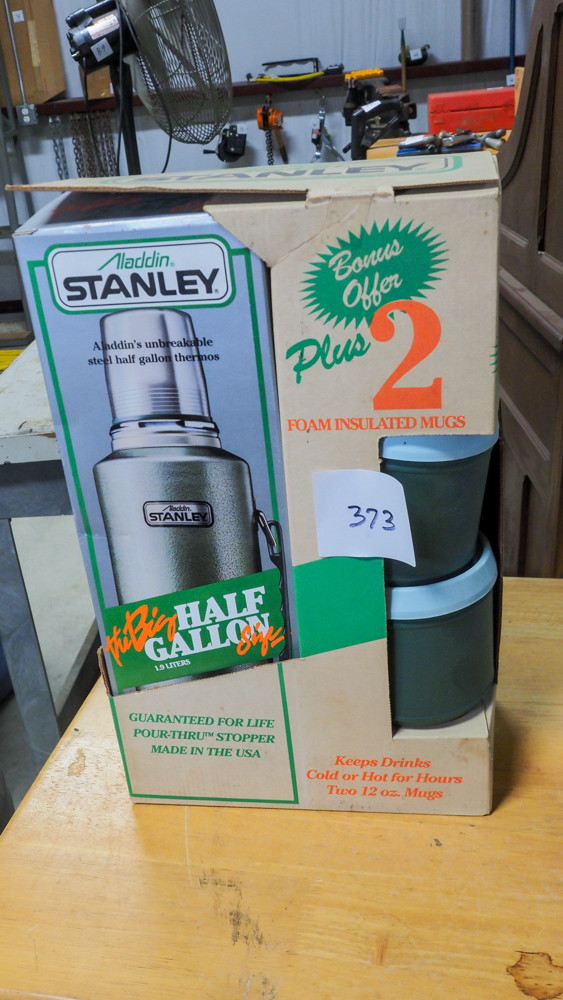 STANLEY
Aladdin®
STANLEY®
Aladdin's unbreakable
steel half gallon thermos
Aladdin
STANLEY
the Big HALF
GALLON Size
1.9 LITERS
GUARANTEED FOR LIFE
POUR-THRU™ STOPPER
MADE IN THE USA
Bonus
Offer
Plus 2
FOAM INSULATED MUGS
373
Keeps Drinks
Cold or Hot for Hours
Two 12 oz. Mugs